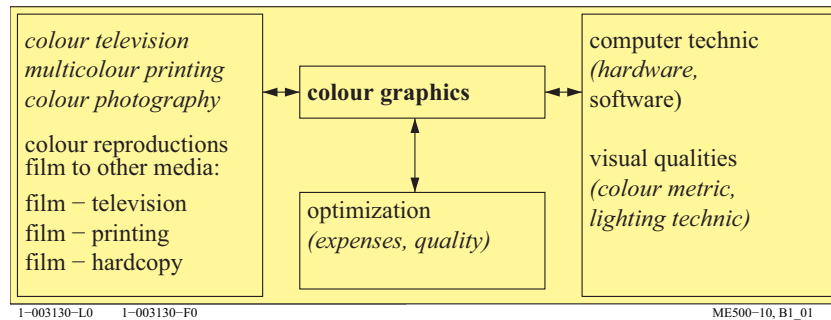 colour television
multicolour printing
colour photography
colour reproductions
film to other media:
film − television
film − printing
film − hardcopy
colour graphics
optimization
(expenses, quality)
computer technic
(hardware,
software)
visual qualities
(colour metric,
lighting technic)
1−003130−L0 1−003130−F0
ME500−10, B1_01